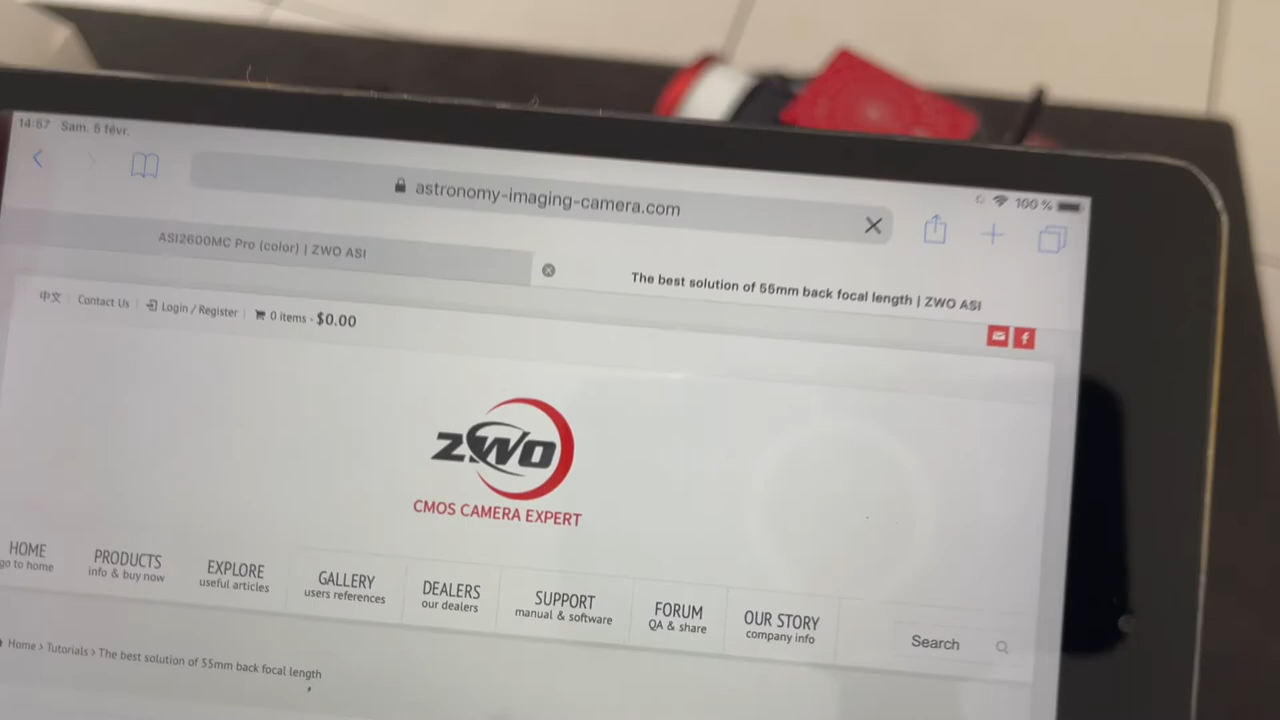 14:57 Sam. 5 févr.
100 %
astronomy-imaging-camera.com
ASI2600MC Pro (color) | ZWO ASI
The best solution of 55mm back focal length | ZWO ASI
中文 Contact Us Login / Register 0 items - $0.00
ZWO
CMOS CAMERA EXPERT
HOME PRODUCTS EXPLORE GALLERY DEALERS SUPPORT FORUM OUR STORY
go to home info & buy now useful articles users references our dealers manual & software QA & share company info
Search
Home > Tutorials > The best solution of 55mm back focal length